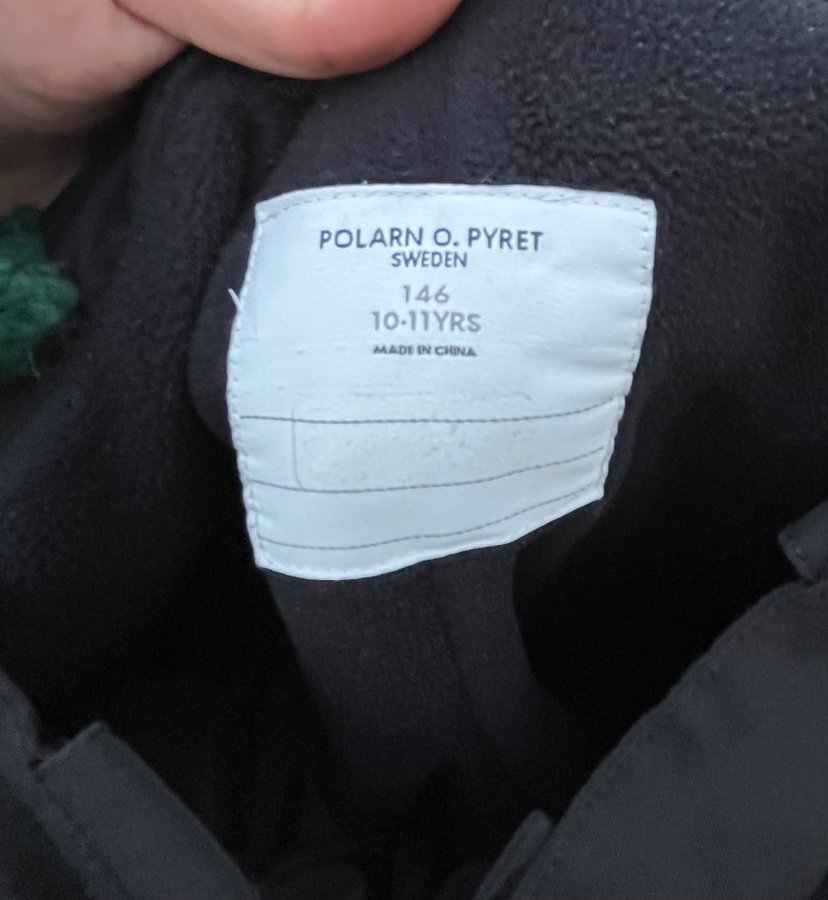 POLARN O. PYRET
SWEDEN
146
10-11YRS
MADE IN CHINA